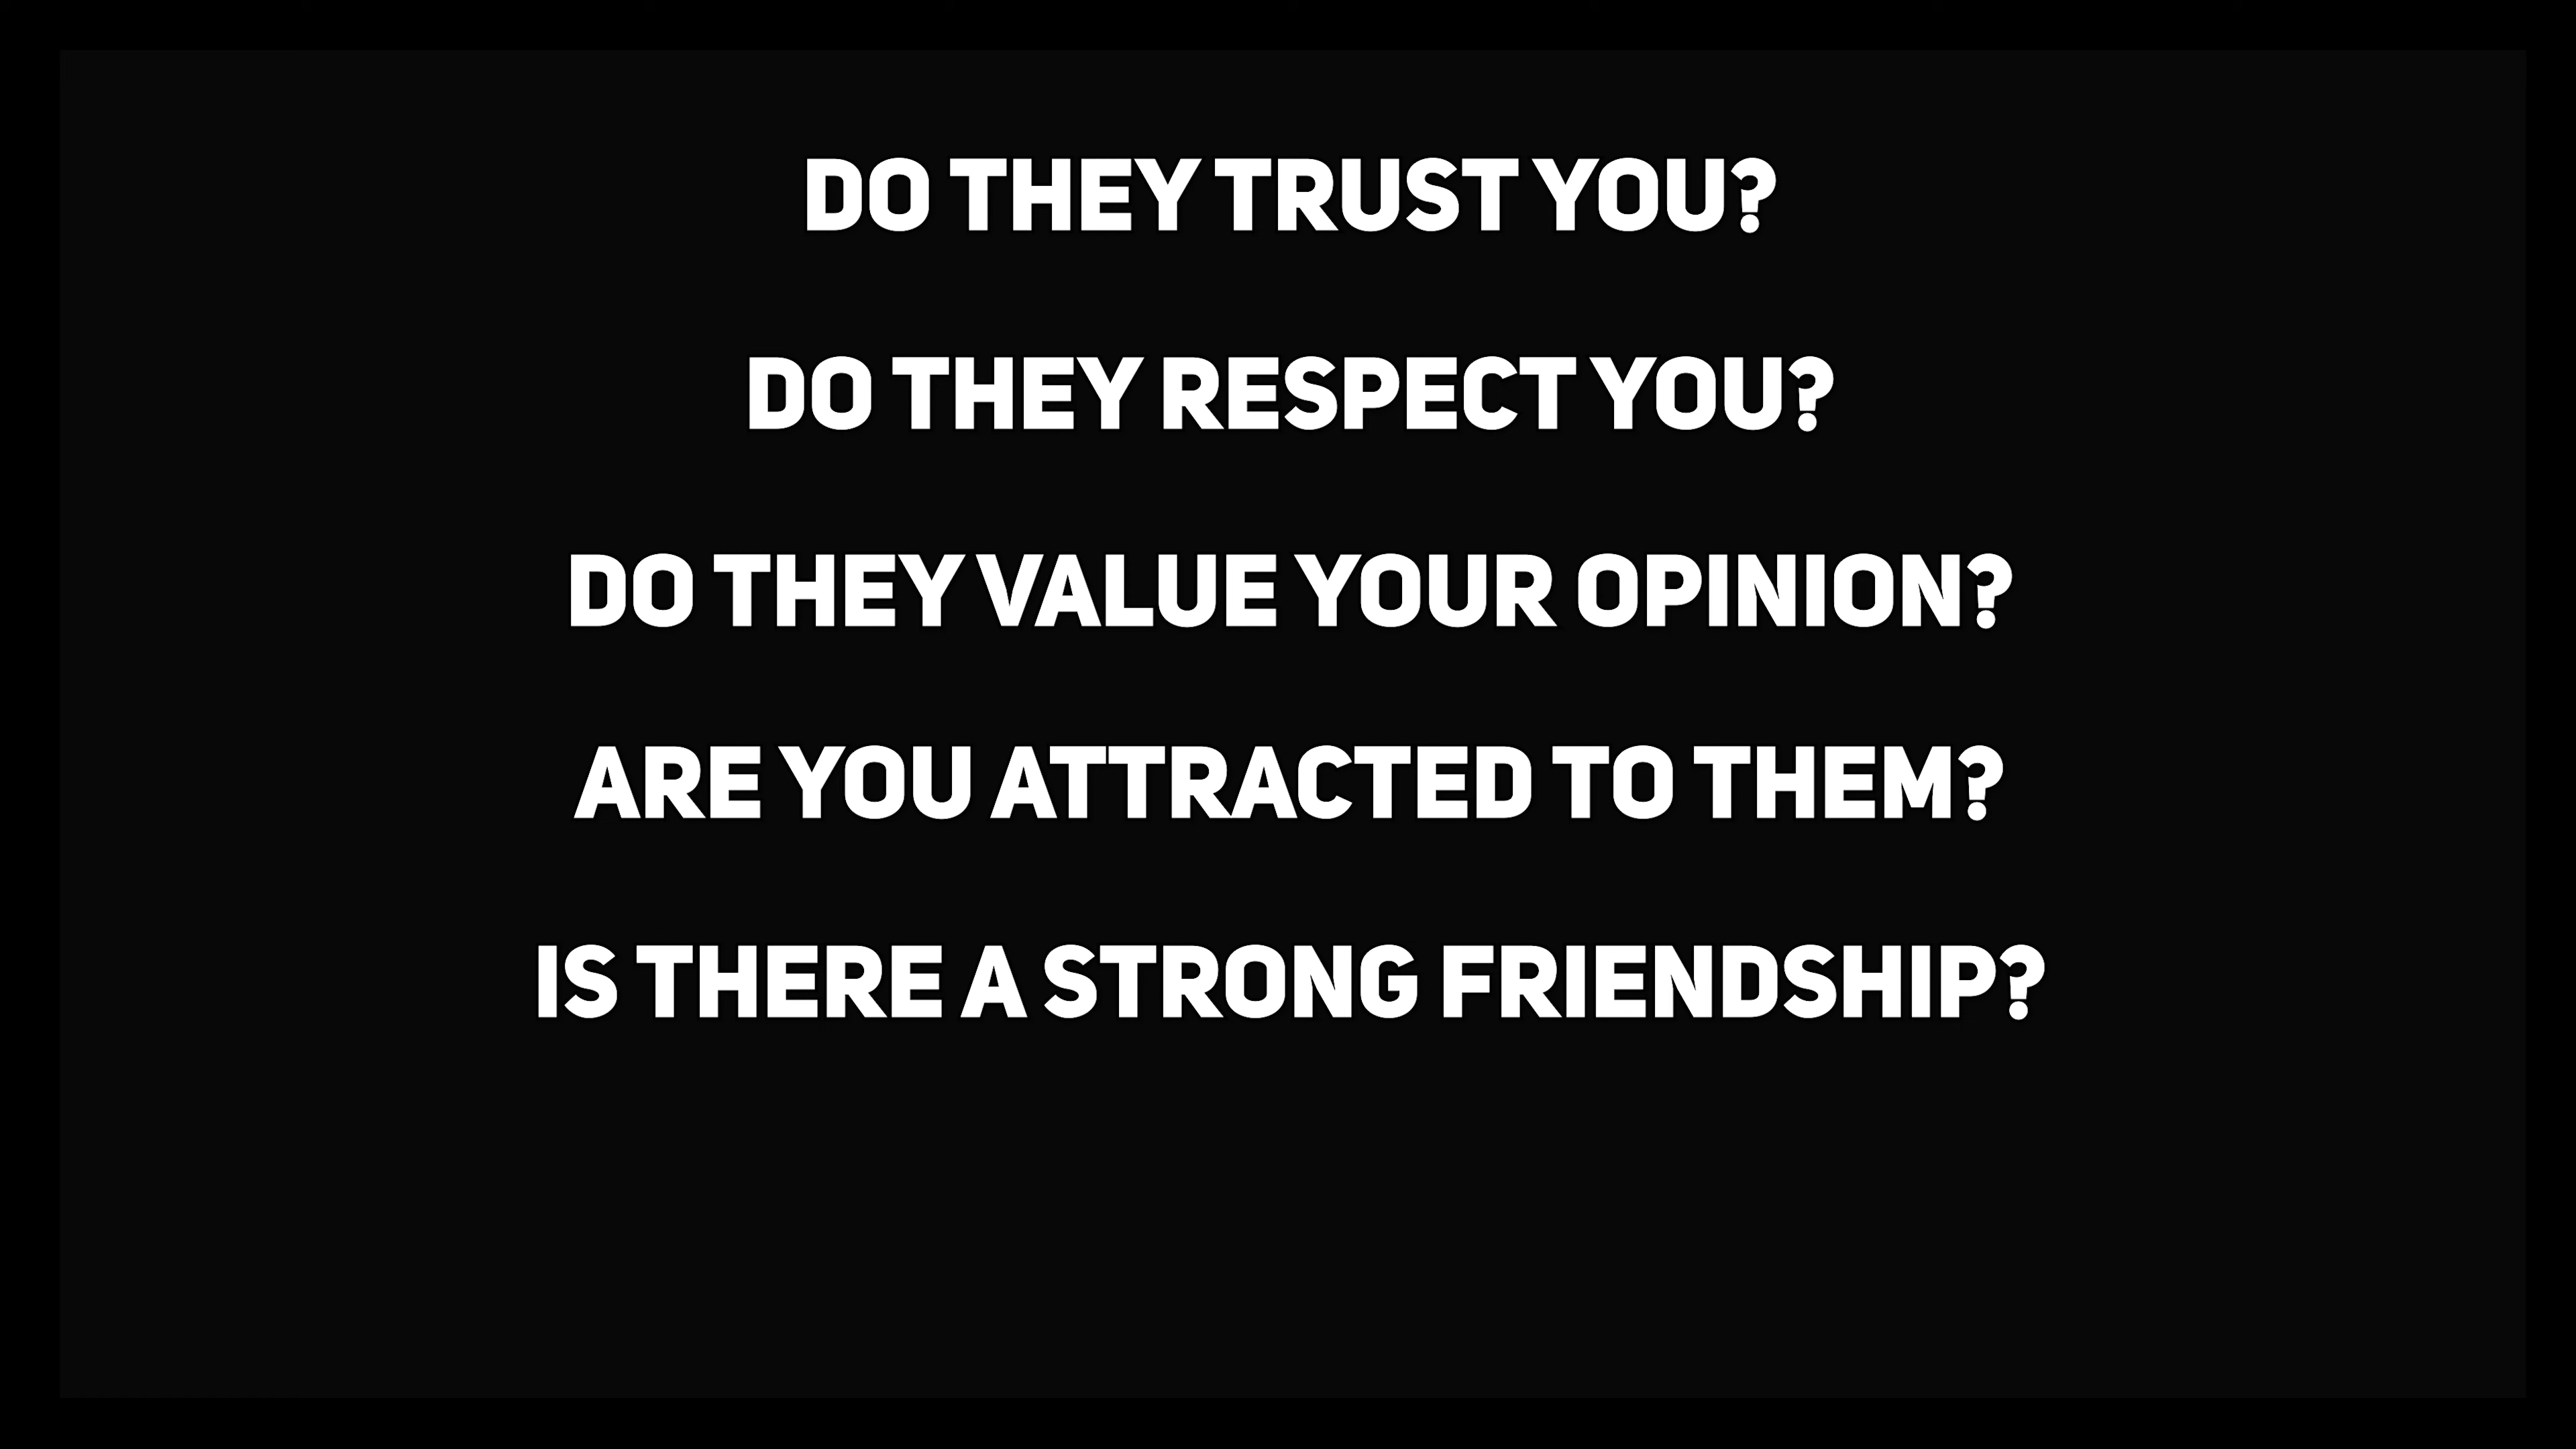 DO THEY TRUST YOU?
DO THEY RESPECT YOU?
DO THEY VALUE YOUR OPINION?
ARE YOU ATTRACTED TO THEM?
IS THERE A STRONG FRIENDSHIP?